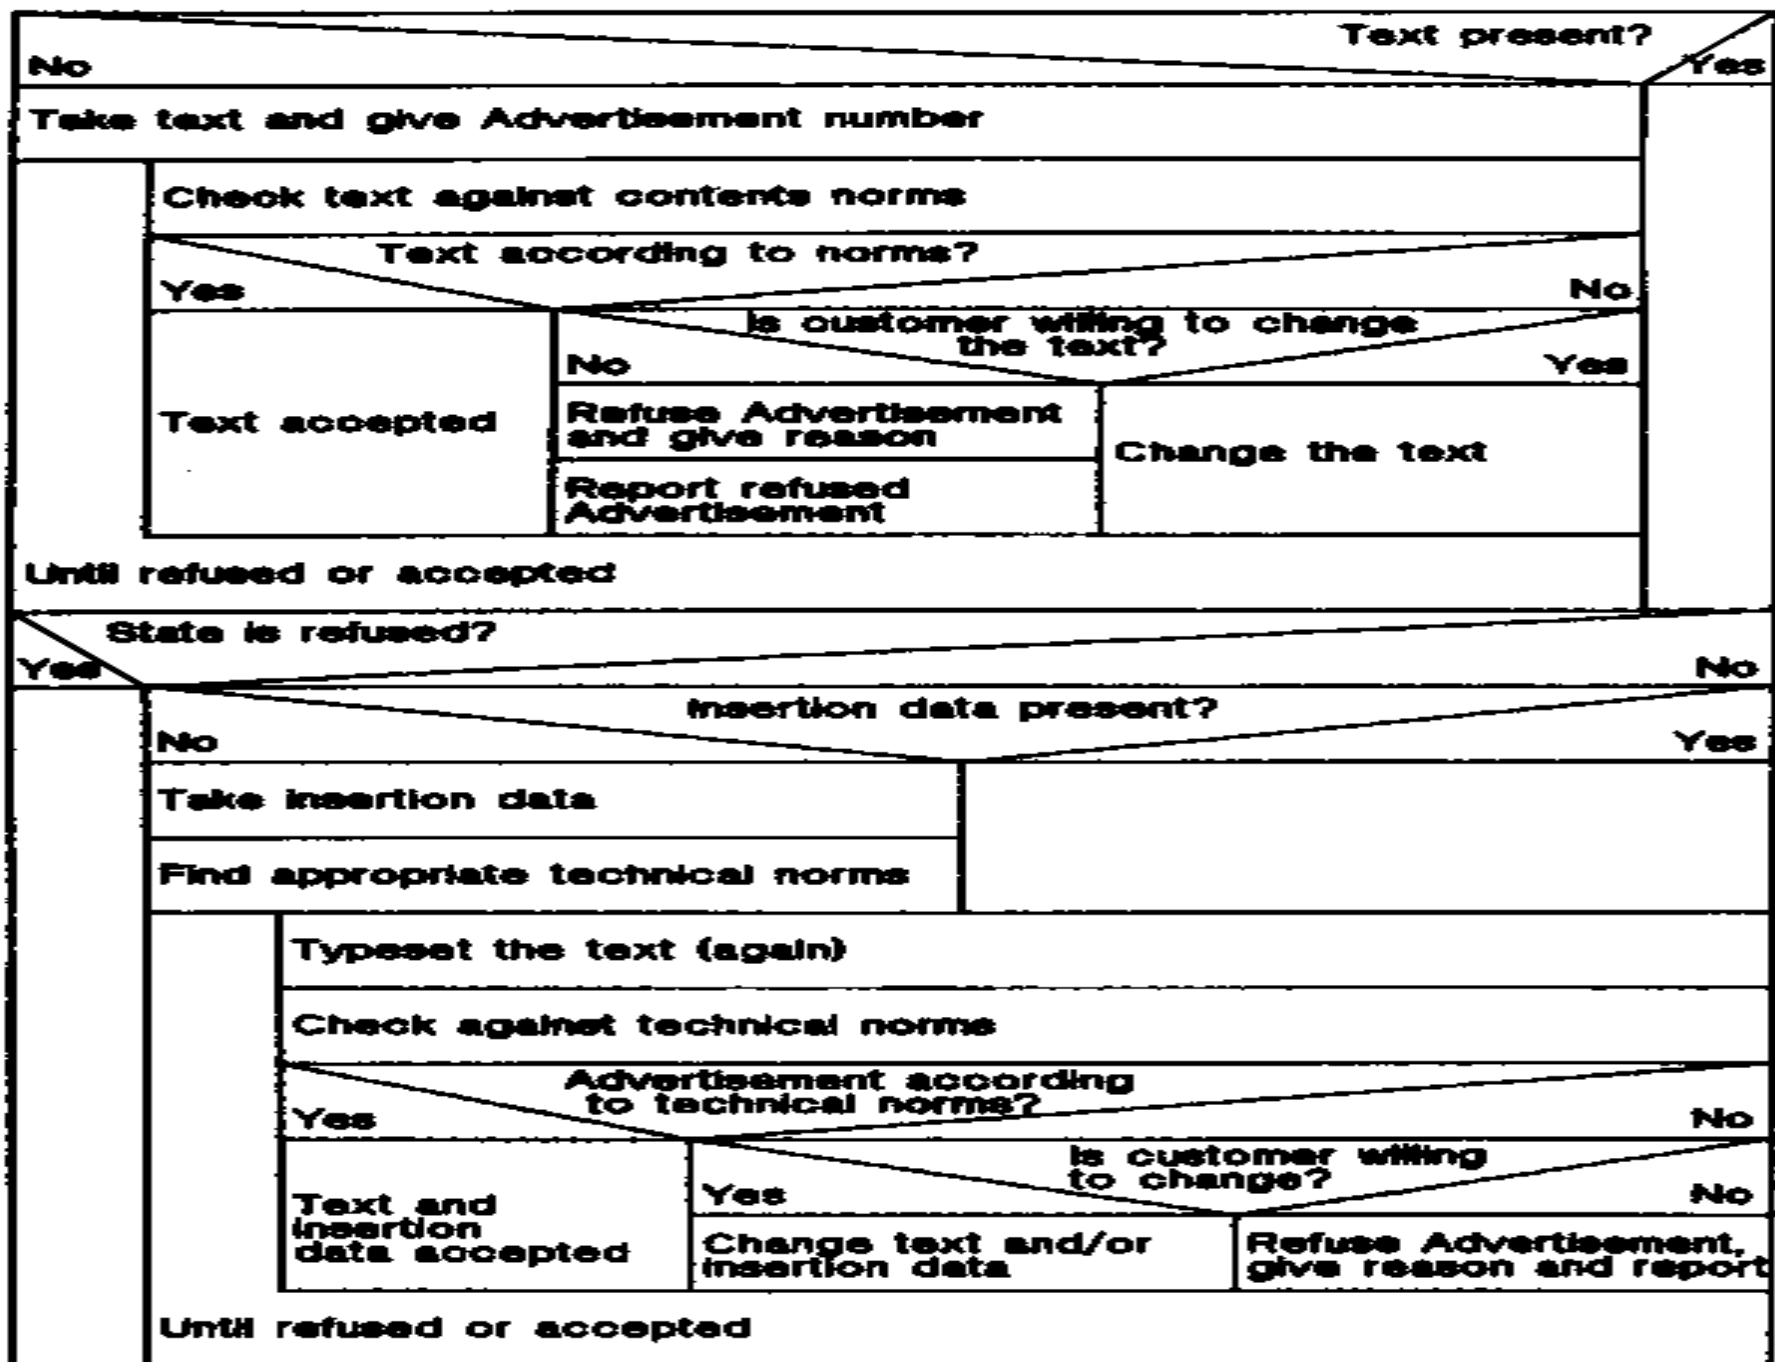 Text present?
No
Yes
Take text and give Advertisement number
Check text against contents norms
Text according to norms?
Yes
No
Is customer willing to change
the text?
No
Yes
Text accepted
Refuse Advertisement
and give reason
Change the text
Report refused
Advertisement
Until refused or accepted
State is refused?
Yes
No
Insertion data present?
No
Yes
Take insertion data
Find appropriate technical norms
Typeset the text (again)
Check against technical norms
Advertisement according
to technical norms?
Yes
No
Is customer willing
to change?
Yes
No
Text and
insertion
data accepted
Change text and/or
insertion data
Refuse Advertisement,
give reason and report
Until refused or accepted